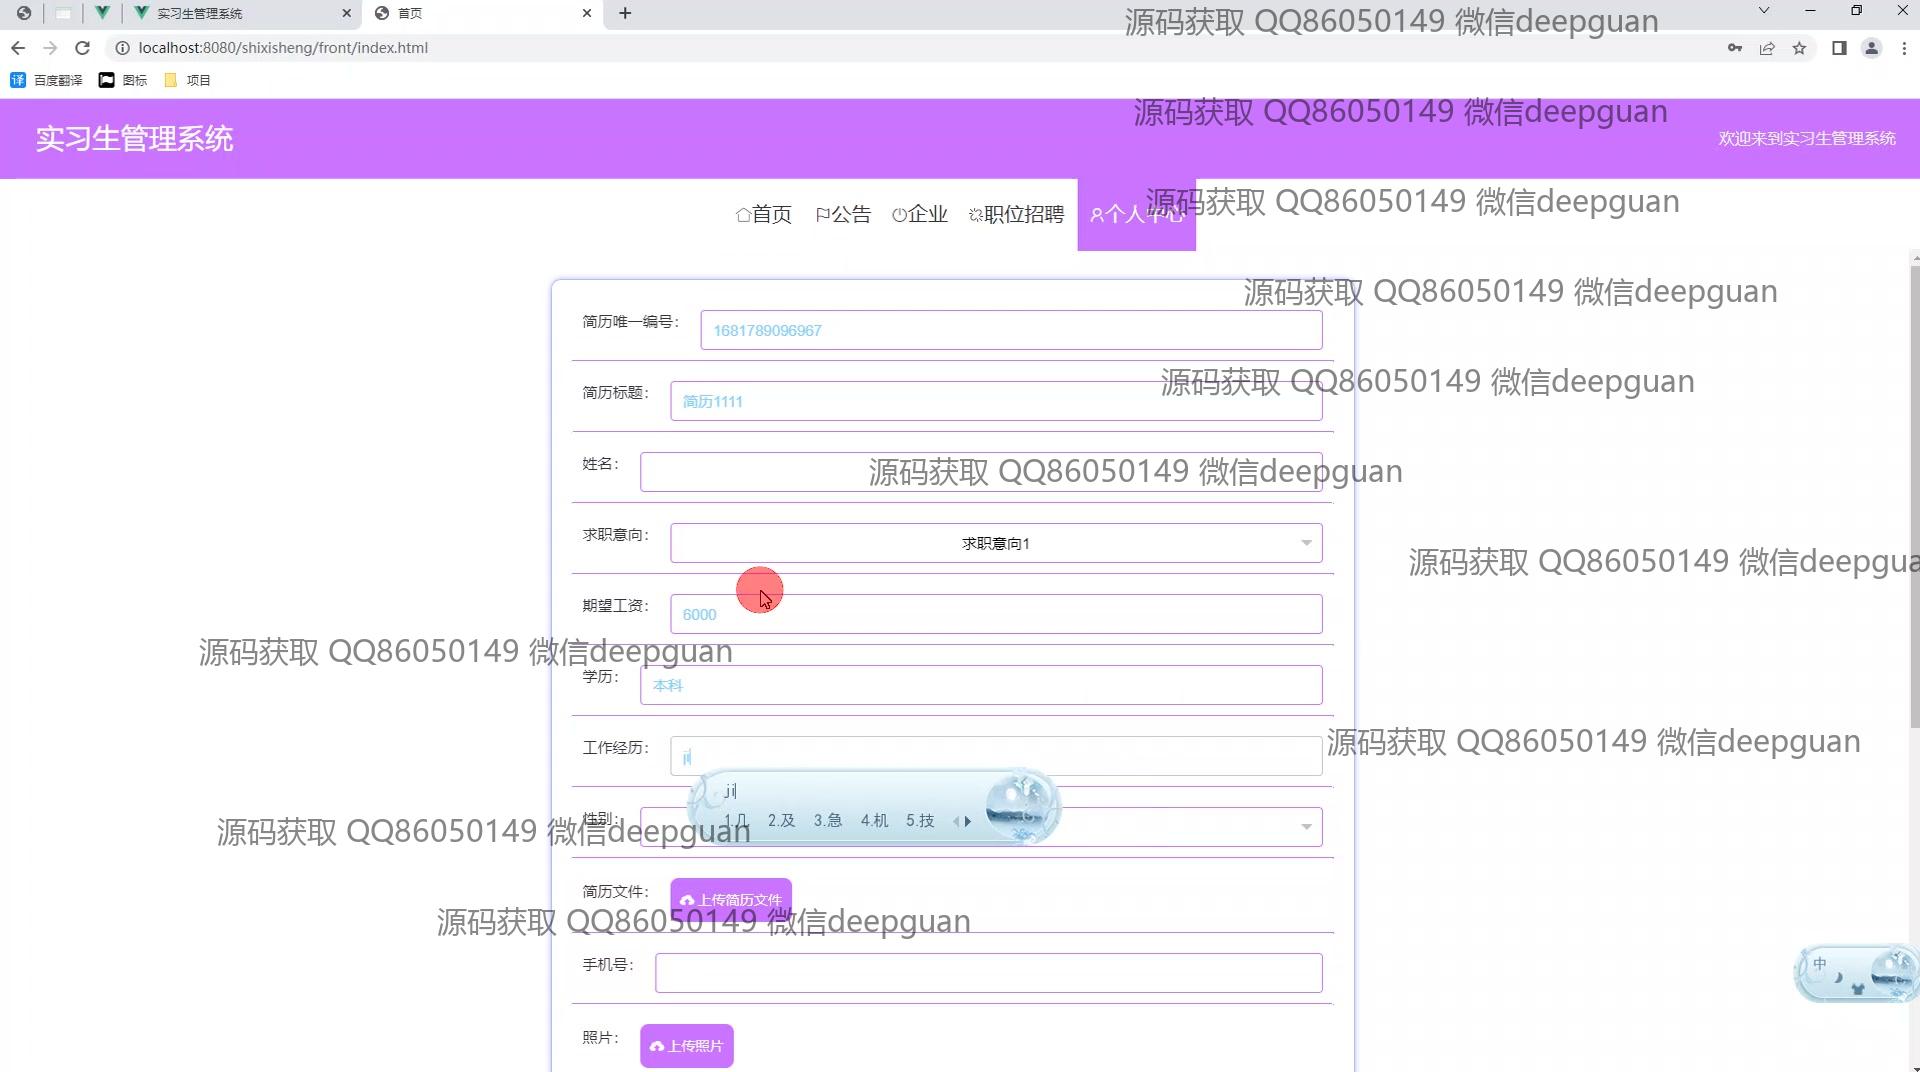 实习生管理系统
首页
源码获取 QQ86050149 微信deepguan
localhost:8080/shixisheng/front/index.html
译 百度翻译 图标 项目
源码获取 QQ86050149 微信deepguan
实习生管理系统
欢迎来到实习生管理系统
源码获取 QQ86050149 微信deepguan
首页 公告 企业 职位招聘 个人中心
源码获取 QQ86050149 微信deepguan
简历唯一编号： 1681789096967
源码获取 QQ86050149 微信deepguan
简历标题： 简历1111
姓名：
源码获取 QQ86050149 微信deepguan
求职意向： 求职意向1
源码获取 QQ86050149 微信deepgua
期望工资： 6000
源码获取 QQ86050149 微信deepguan
学历： 本科
工作经历： ji
源码获取 QQ86050149 微信deepguan
ji
1.几 2.及 3.急 4.机 5.技
性别：
源码获取 QQ86050149 微信deepguan
简历文件： 上传简历文件
源码获取 QQ86050149 微信deepguan
手机号：
中
照片： 上传照片